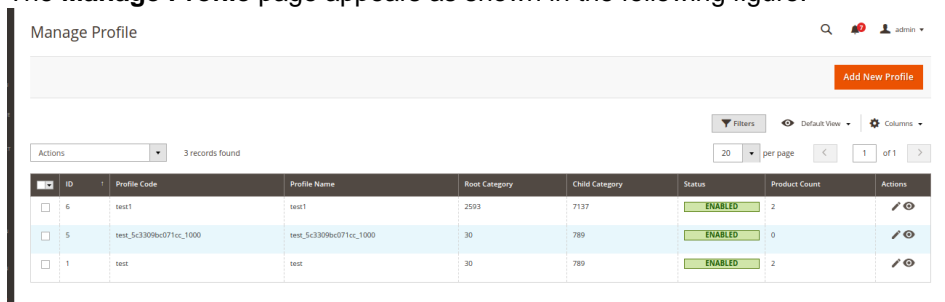 The Manage Profile page appears as shown in the following figure:
Manage Profile
7
admin
Add New Profile
Filters Default View Columns
Actions 3 records found 20 per page 1 of 1
ID ↑ Profile Code Profile Name Root Category Child Category Status Product Count Actions
6 test1 test1 2593 7137 ENABLED 2
5 test_5c3309bc071cc_1000 test_5c3309bc071cc_1000 30 789 ENABLED 0
1 test test 30 789 ENABLED 2